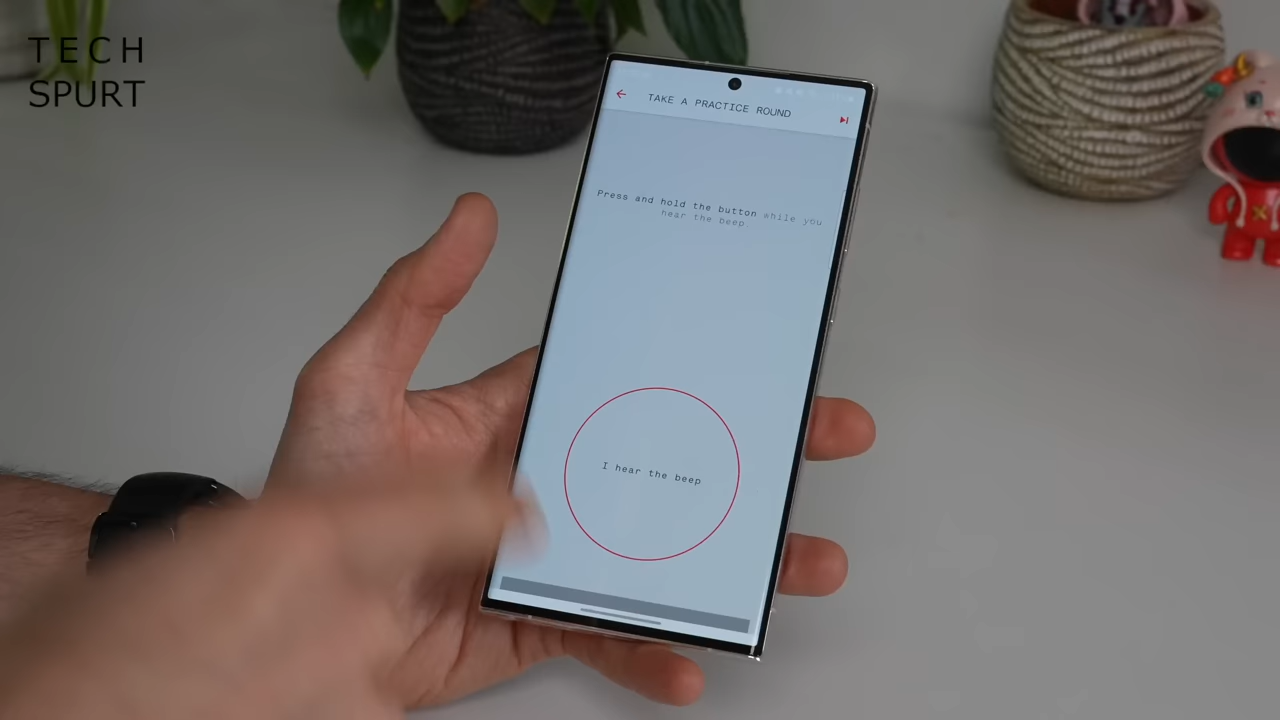 TECH
SPURT
TAKE A PRACTICE ROUND
Press and hold the button while you
hear the beep
I hear the beep